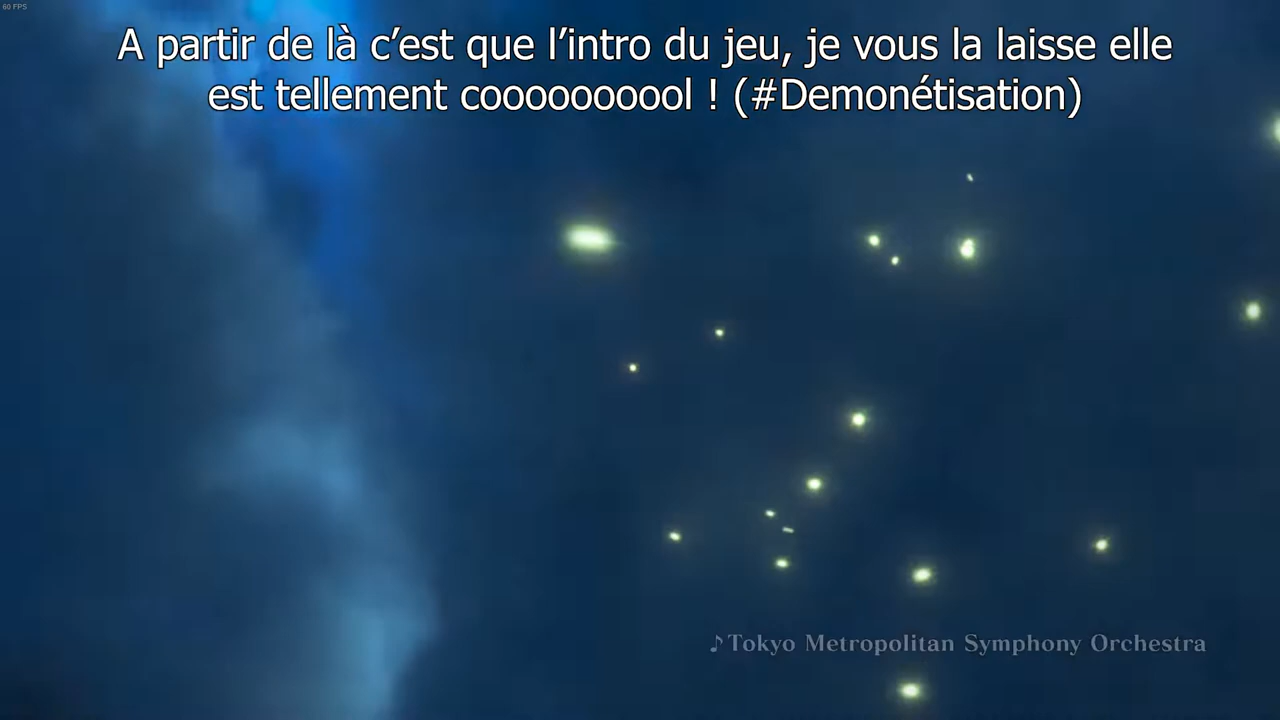 60 FPS
A partir de là c’est que l’intro du jeu, je vous la laisse elle
est tellement cooooooooool ! (#Demonétisation)
♪Tokyo Metropolitan Symphony Orchestra